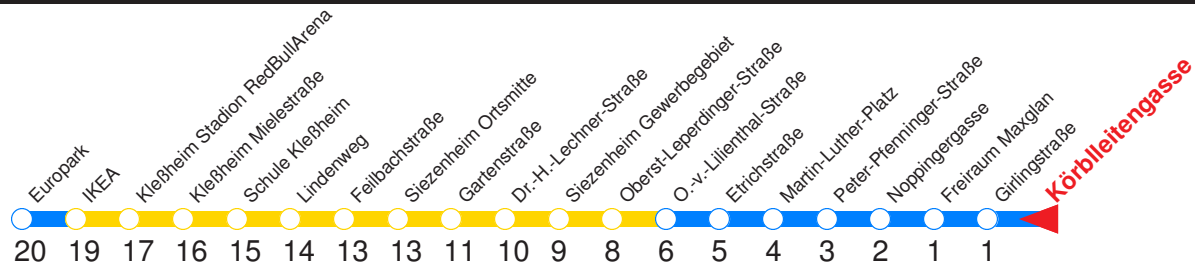 Europark
IKEA
Kleßheim Stadion RedBullArena
Kleßheim Mielestraße
Schule Kleßheim
Lindenweg
Feilbachstraße
Siezenheim Ortsmitte
Gartenstraße
Dr.-H.-Lechner-Straße
Siezenheim Gewerbegebiet
Oberst-Leperdinger-Straße
O.-v.-Lilienthal-Straße
Etrichstraße
Martin-Luther-Platz
Peter-Pfenninger-Straße
Noppingergasse
Freiraum Maxglan
Girlingstraße
Körblleitengasse
20 19 17 16 15 14 13 13 11 10 9 8 6 5 4 3 2 1 1